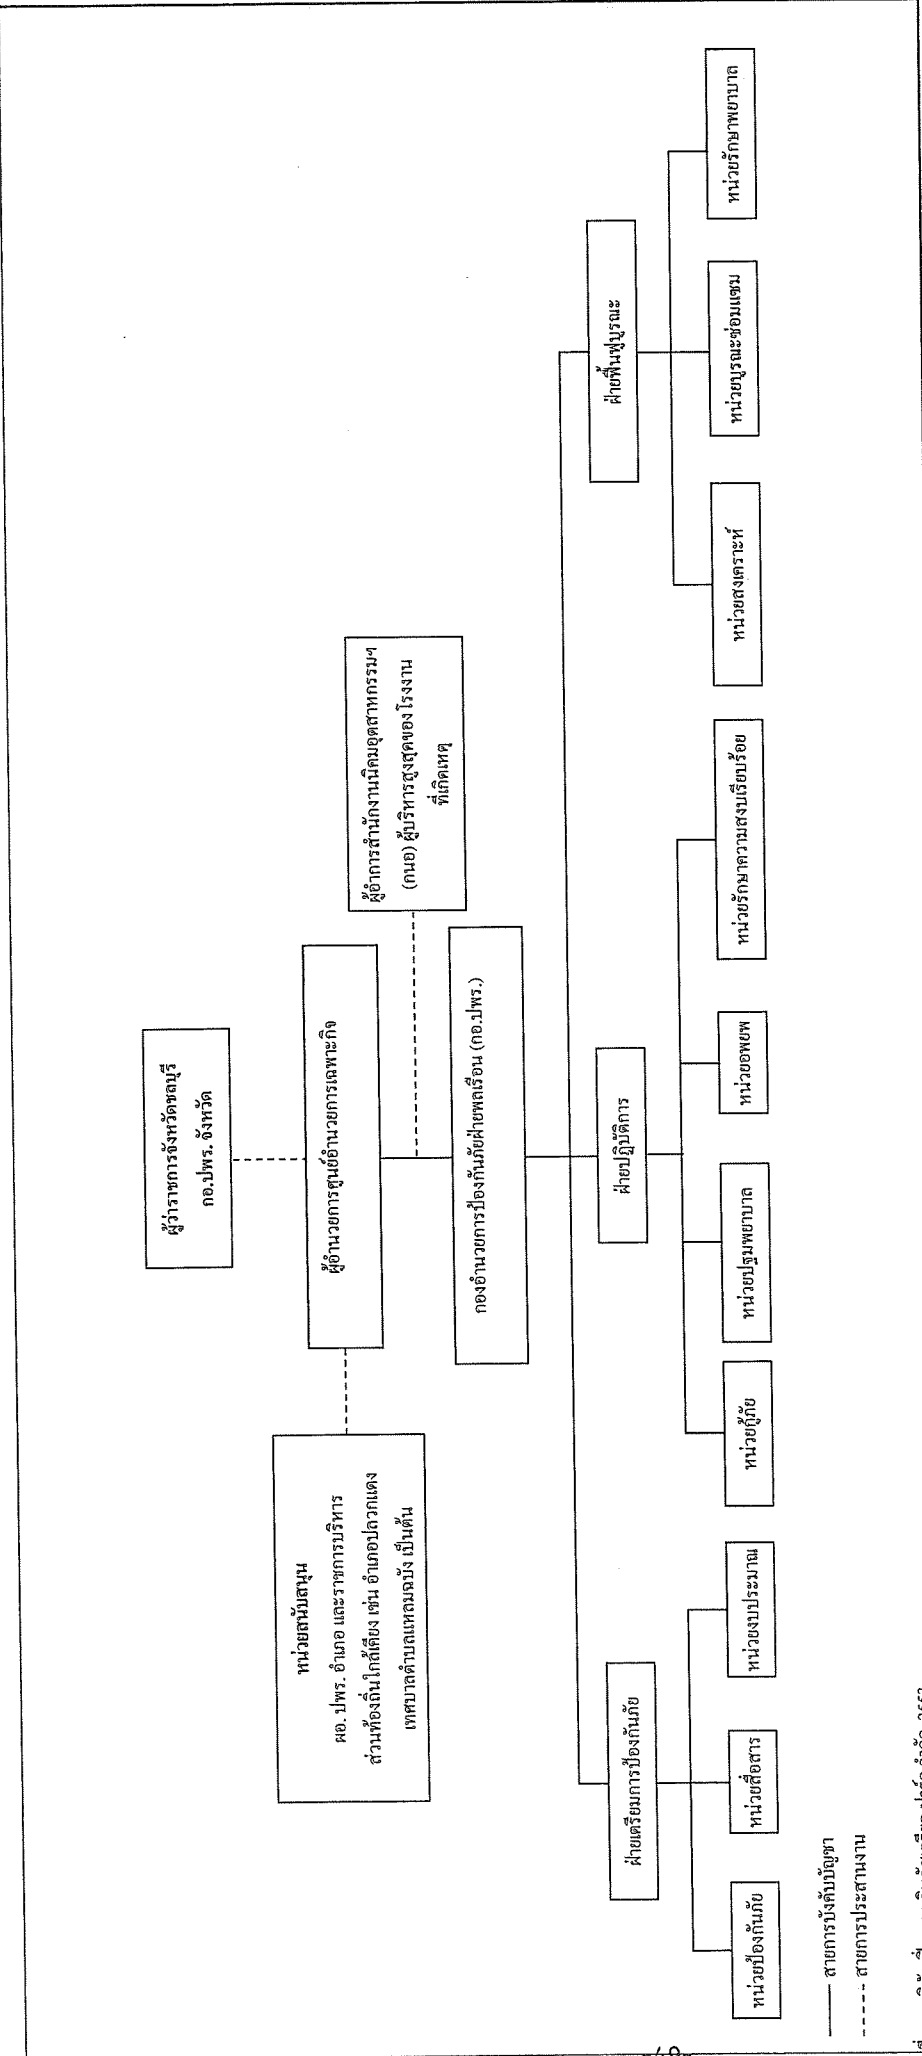 ผู้ว่าราชการจังหวัดชลบุรี
กอ.ปพร. จังหวัด
หน่วยสนับสนุน
ผอ. ปพร. อำเภอ และราชการบริหาร
ส่วนท้องถิ่นใกล้เคียง เช่น อำเภอปลวกแดง
เทศบาลตำบลแหลมฉบัง เป็นต้น
ผู้อำนวยการศูนย์อำนวยการเฉพาะกิจ
ผู้อำการสำนักงานนิคมอุตสาหกรรมฯ
(กนอ) ผู้บริหารสูงสุดของโรงงาน
ที่เกิดเหตุ
กองอำนวยการป้องกันภัยฝ่ายพลเรือน (กอ.ปพร.)
ฝ่ายเตรียมการป้องกันภัย
ฝ่ายปฏิบัติการ
ฝ่ายฟื้นฟูบูรณะ
หน่วยป้องกันภัย
หน่วยสื่อสาร
หน่วยงบประมาณ
หน่วยกู้ภัย
หน่วยปฐมพยาบาล
หน่วยอพยพ
หน่วยรักษาความสงบเรียบร้อย
หน่วยสงเคราะห์
หน่วยบูรณะซ่อมแซม
หน่วยรักษาพยาบาล
สายการบังคับบัญชา
สายการประสานงาน